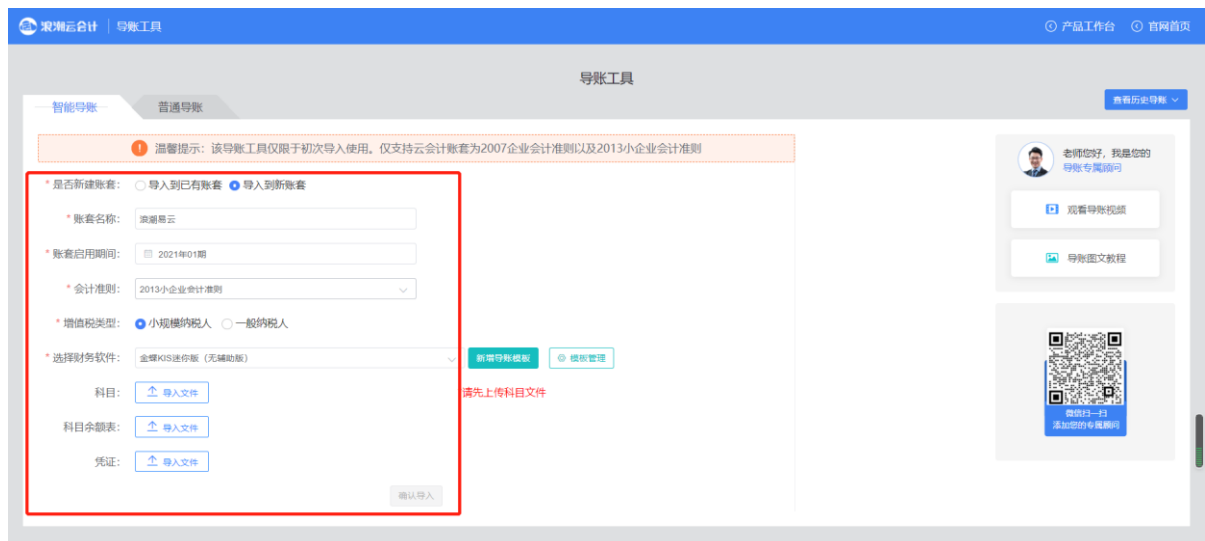 浪潮云会计 导账工具 产品工作台 官网首页
导账工具
智能导账 普通导账 查看历史导账
温馨提示：该导账工具仅限于初次导入使用。仅支持云会计账套为2007企业会计准则以及2013小企业会计准则
老师您好，我是您的
导账专属顾问
* 是否新建账套： 导入到已有账套 导入到新账套
观看导账视频
* 账套名称： 浪潮易云
* 账套启用期间： 2021年01期
导账图文教程
* 会计准则： 2013小企业会计准则
* 增值税类型： 小规模纳税人 一般纳税人
* 选择财务软件： 金蝶KIS迷你版（无辅助版） 新增导账模板 模板管理
科目： 导入文件 请先上传科目文件
微信扫一扫
添加您的专属顾问
科目余额表： 导入文件
凭证： 导入文件
确认导入